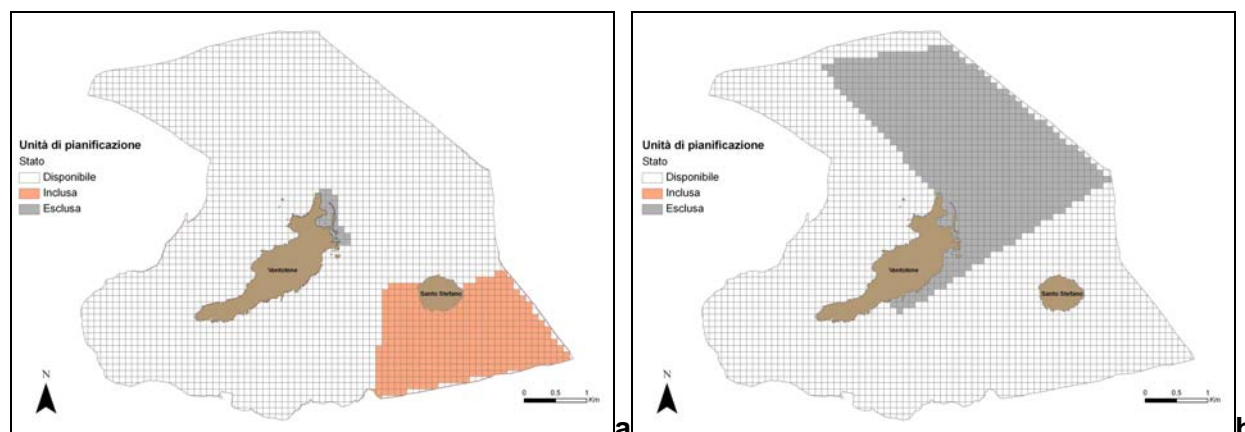 Unità di pianificazione
Stato
Disponibile
Inclusa
Esclusa
Ventotene
Santo Stefano
N
0 0.5 1
Km
a
Unità di pianificazione
Stato
Disponibile
Inclusa
Esclusa
Ventotene
Santo Stefano
N
0 0.5 1
Km
b